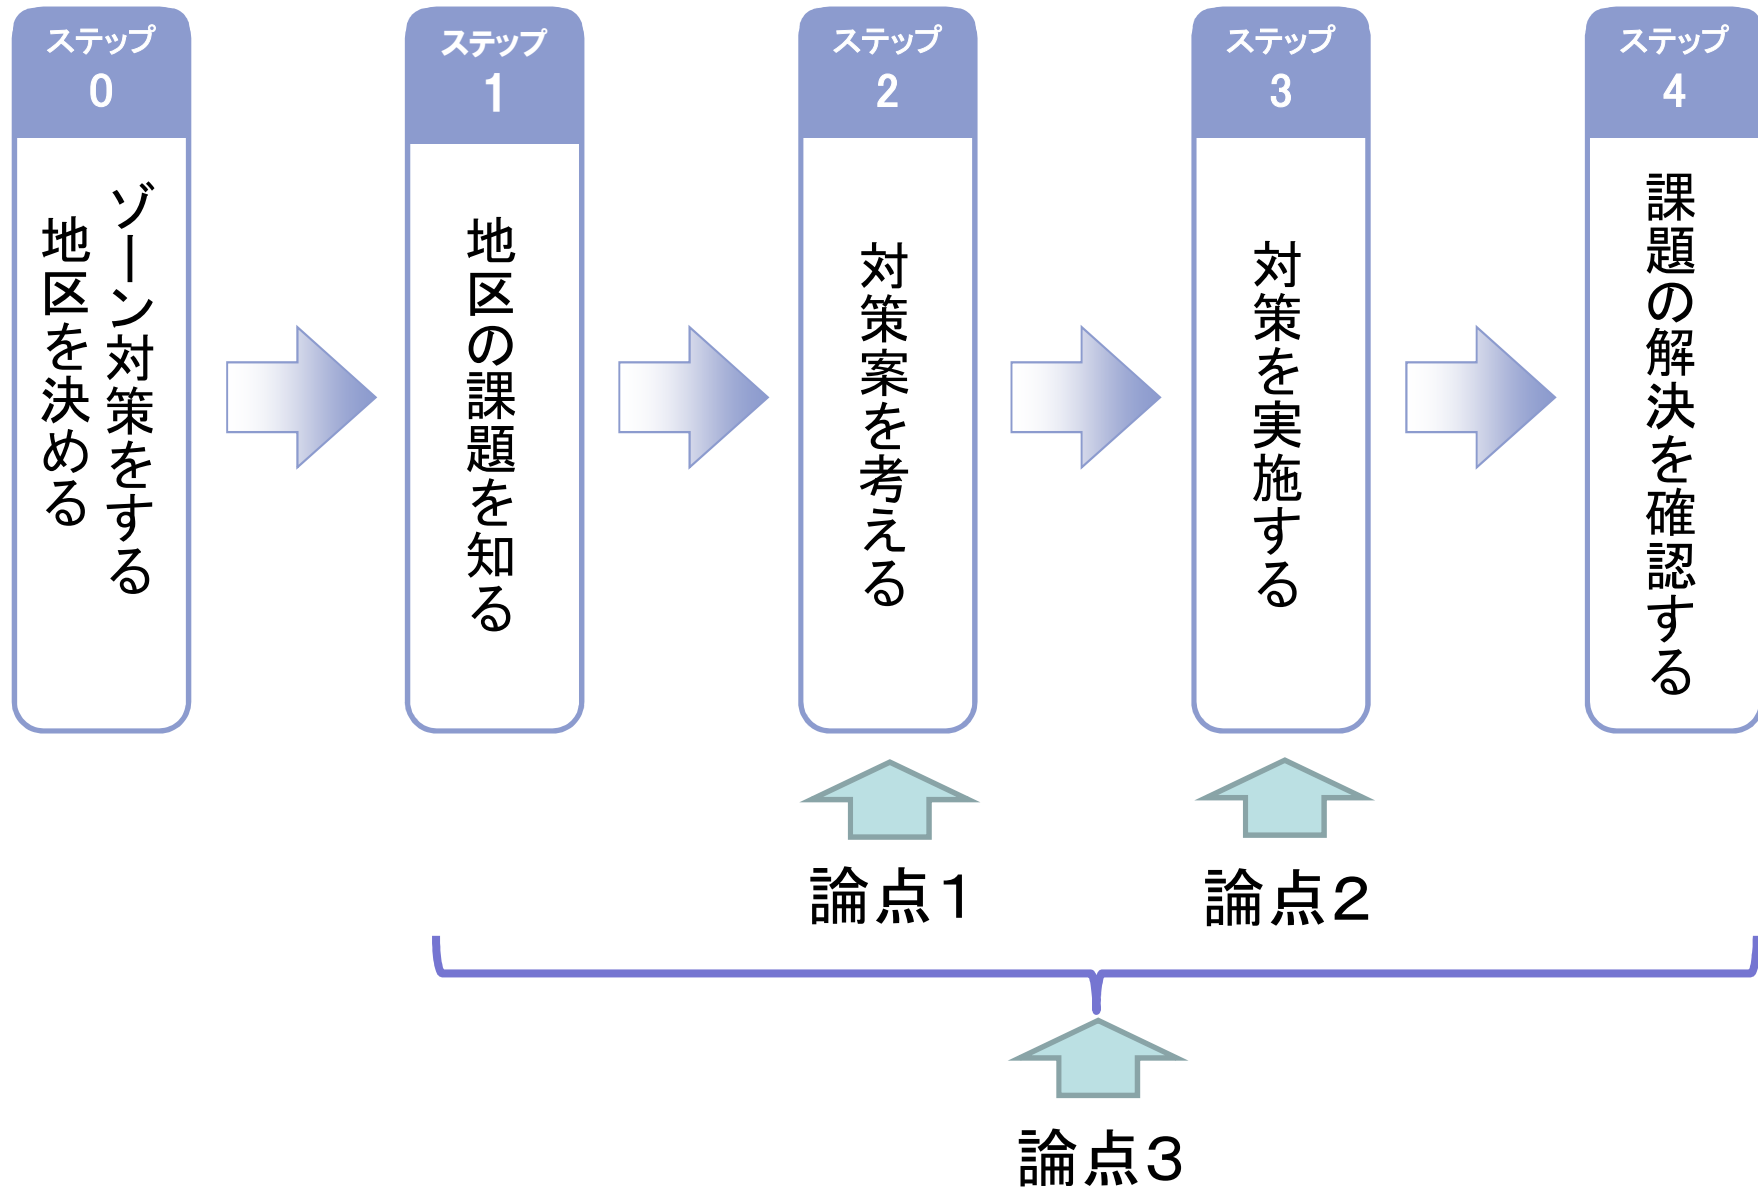 ステップ
0
ゾーン対策をする
地区を決める
ステップ
1
地区の課題を知る
ステップ
2
対策案を考える
ステップ
3
対策を実施する
ステップ
4
課題の解決を確認する
論点1
論点2
論点3